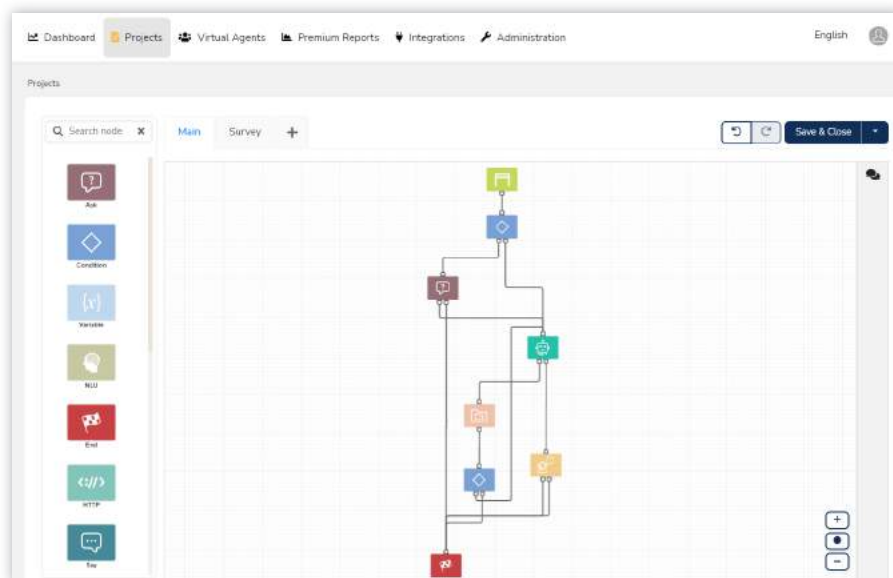 Dashboard Projects Virtual Agents Premium Reports Integrations Administration English
Projects
Search node x Main Survey + Save & Close
Ask
Condition
(x)
Variable
NLU
End
<://>
HTTP
Say